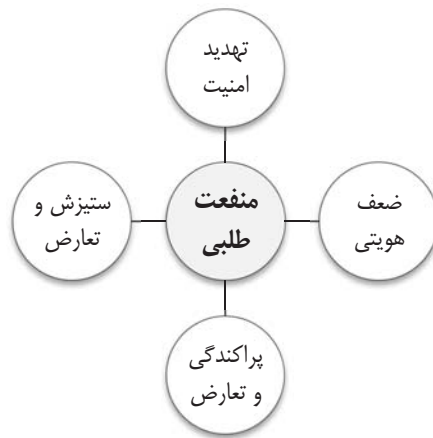 تهدید
امنیت
ضعف
هویتی
منفعت
طلبی
ستیزش و
تعارض
پراکندگی
و تعارض